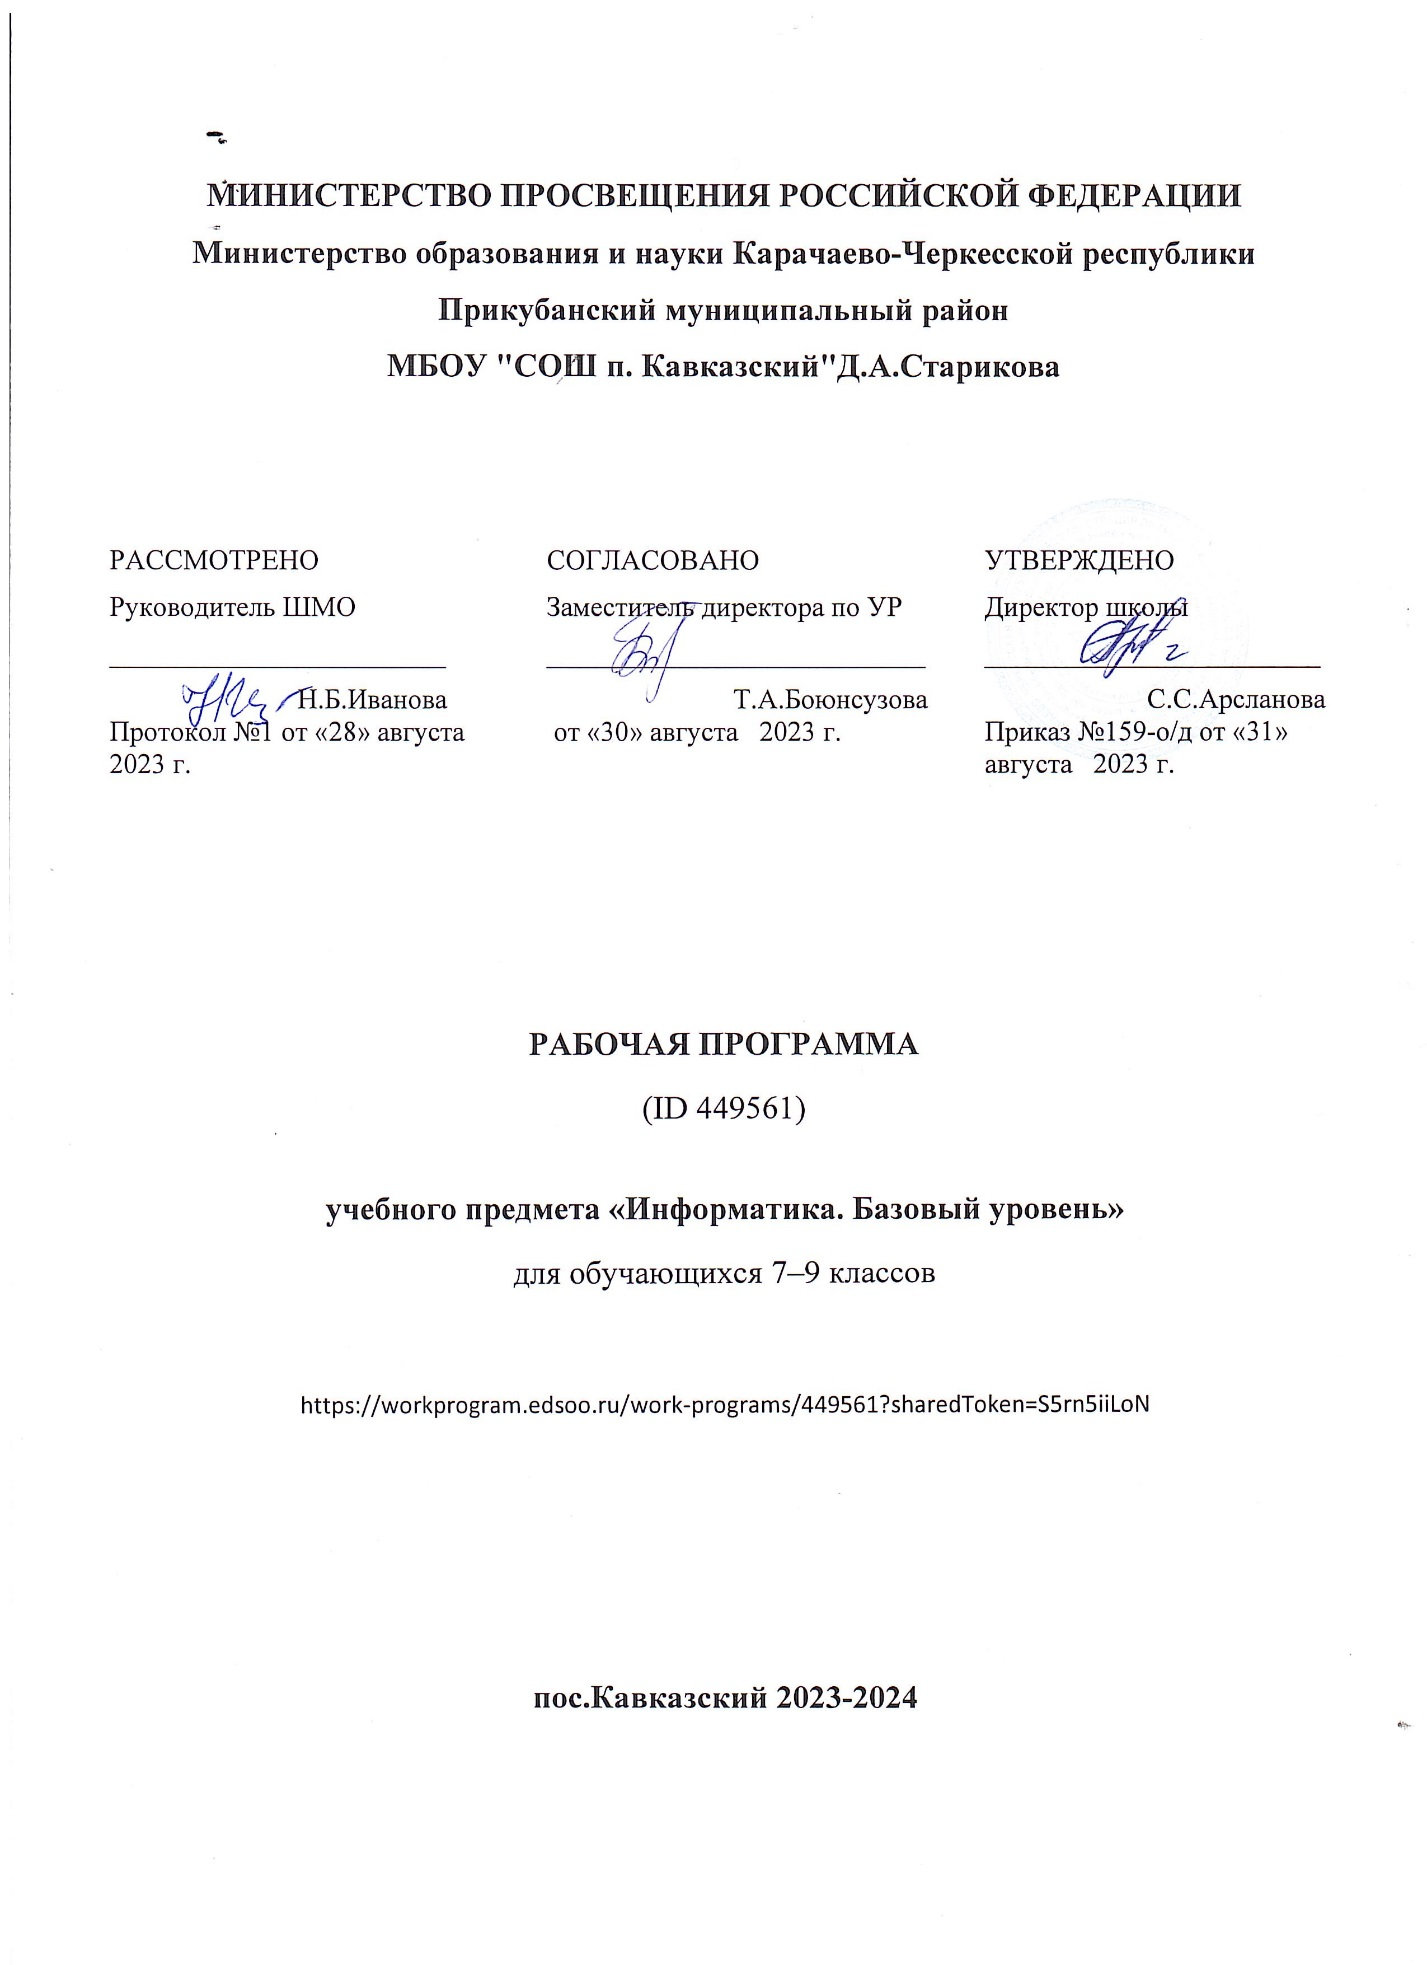 МИНИСТЕРСТВО ПРОСВЕЩЕНИЯ РОССИЙСКОЙ ФЕДЕРАЦИИ
Министерство образования и науки Карачаево-Черкесской республики
Прикубанский муниципальный район
МБОУ "СОШ п. Кавказский"Д.А.Старикова
РАССМОТРЕНО
Руководитель ШМО
Н.Б.Иванова
Протокол №1 от «28» августа
2023 г.
СОГЛАСОВАНО
Заместитель директора по УР
Т.А.Боюнсузова
от «30» августа 2023 г.
УТВЕРЖДЕНО
Директор школы
С.С.Арсланова
Приказ №159-о/д от «31»
августа 2023 г.
РАБОЧАЯ ПРОГРАММА
(ID 449561)
учебного предмета «Информатика. Базовый уровень»
для обучающихся 7–9 классов
https://workprogram.edsoo.ru/work-programs/449561?sharedToken=S5rn5iiLoN
пос.Кавказский 2023-2024